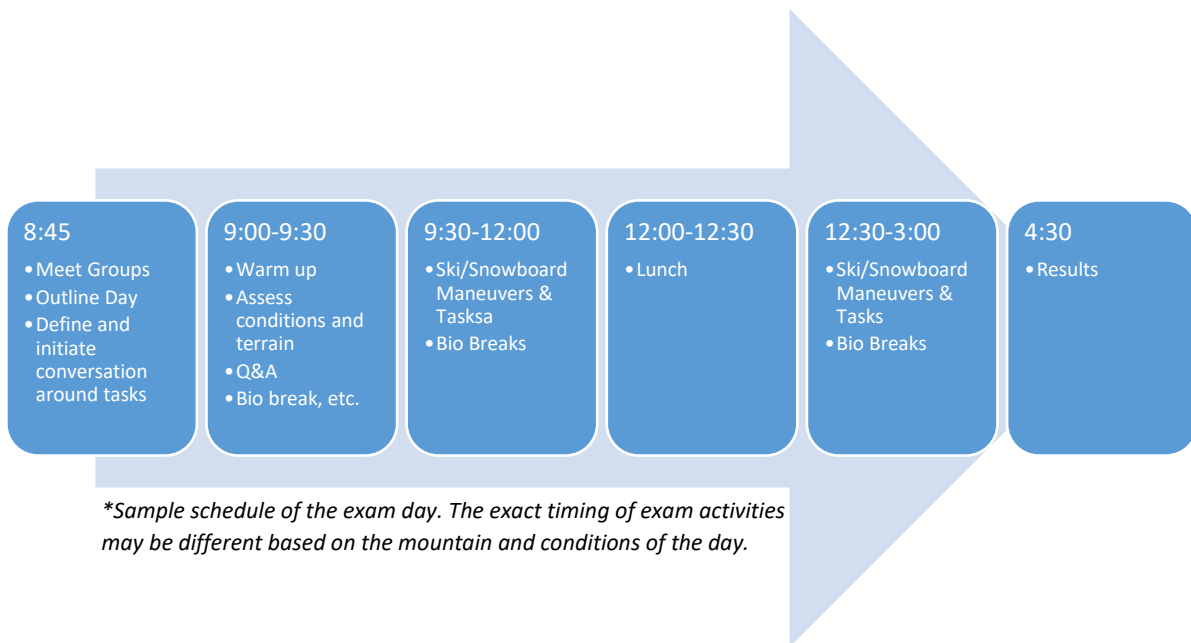 8:45
•Meet Groups
•Outline Day
•Define and
initiate
conversation
around tasks
9:00-9:30
•Warm up
•Assess
conditions and
terrain
•Q&A
•Bio break, etc.
9:30-12:00
•Ski/Snowboard
Maneuvers &
Tasksa
•Bio Breaks
12:00-12:30
•Lunch
12:30-3:00
•Ski/Snowboard
Maneuvers &
Tasks
•Bio Breaks
4:30
•Results
*Sample schedule of the exam day. The exact timing of exam activities
may be different based on the mountain and conditions of the day.